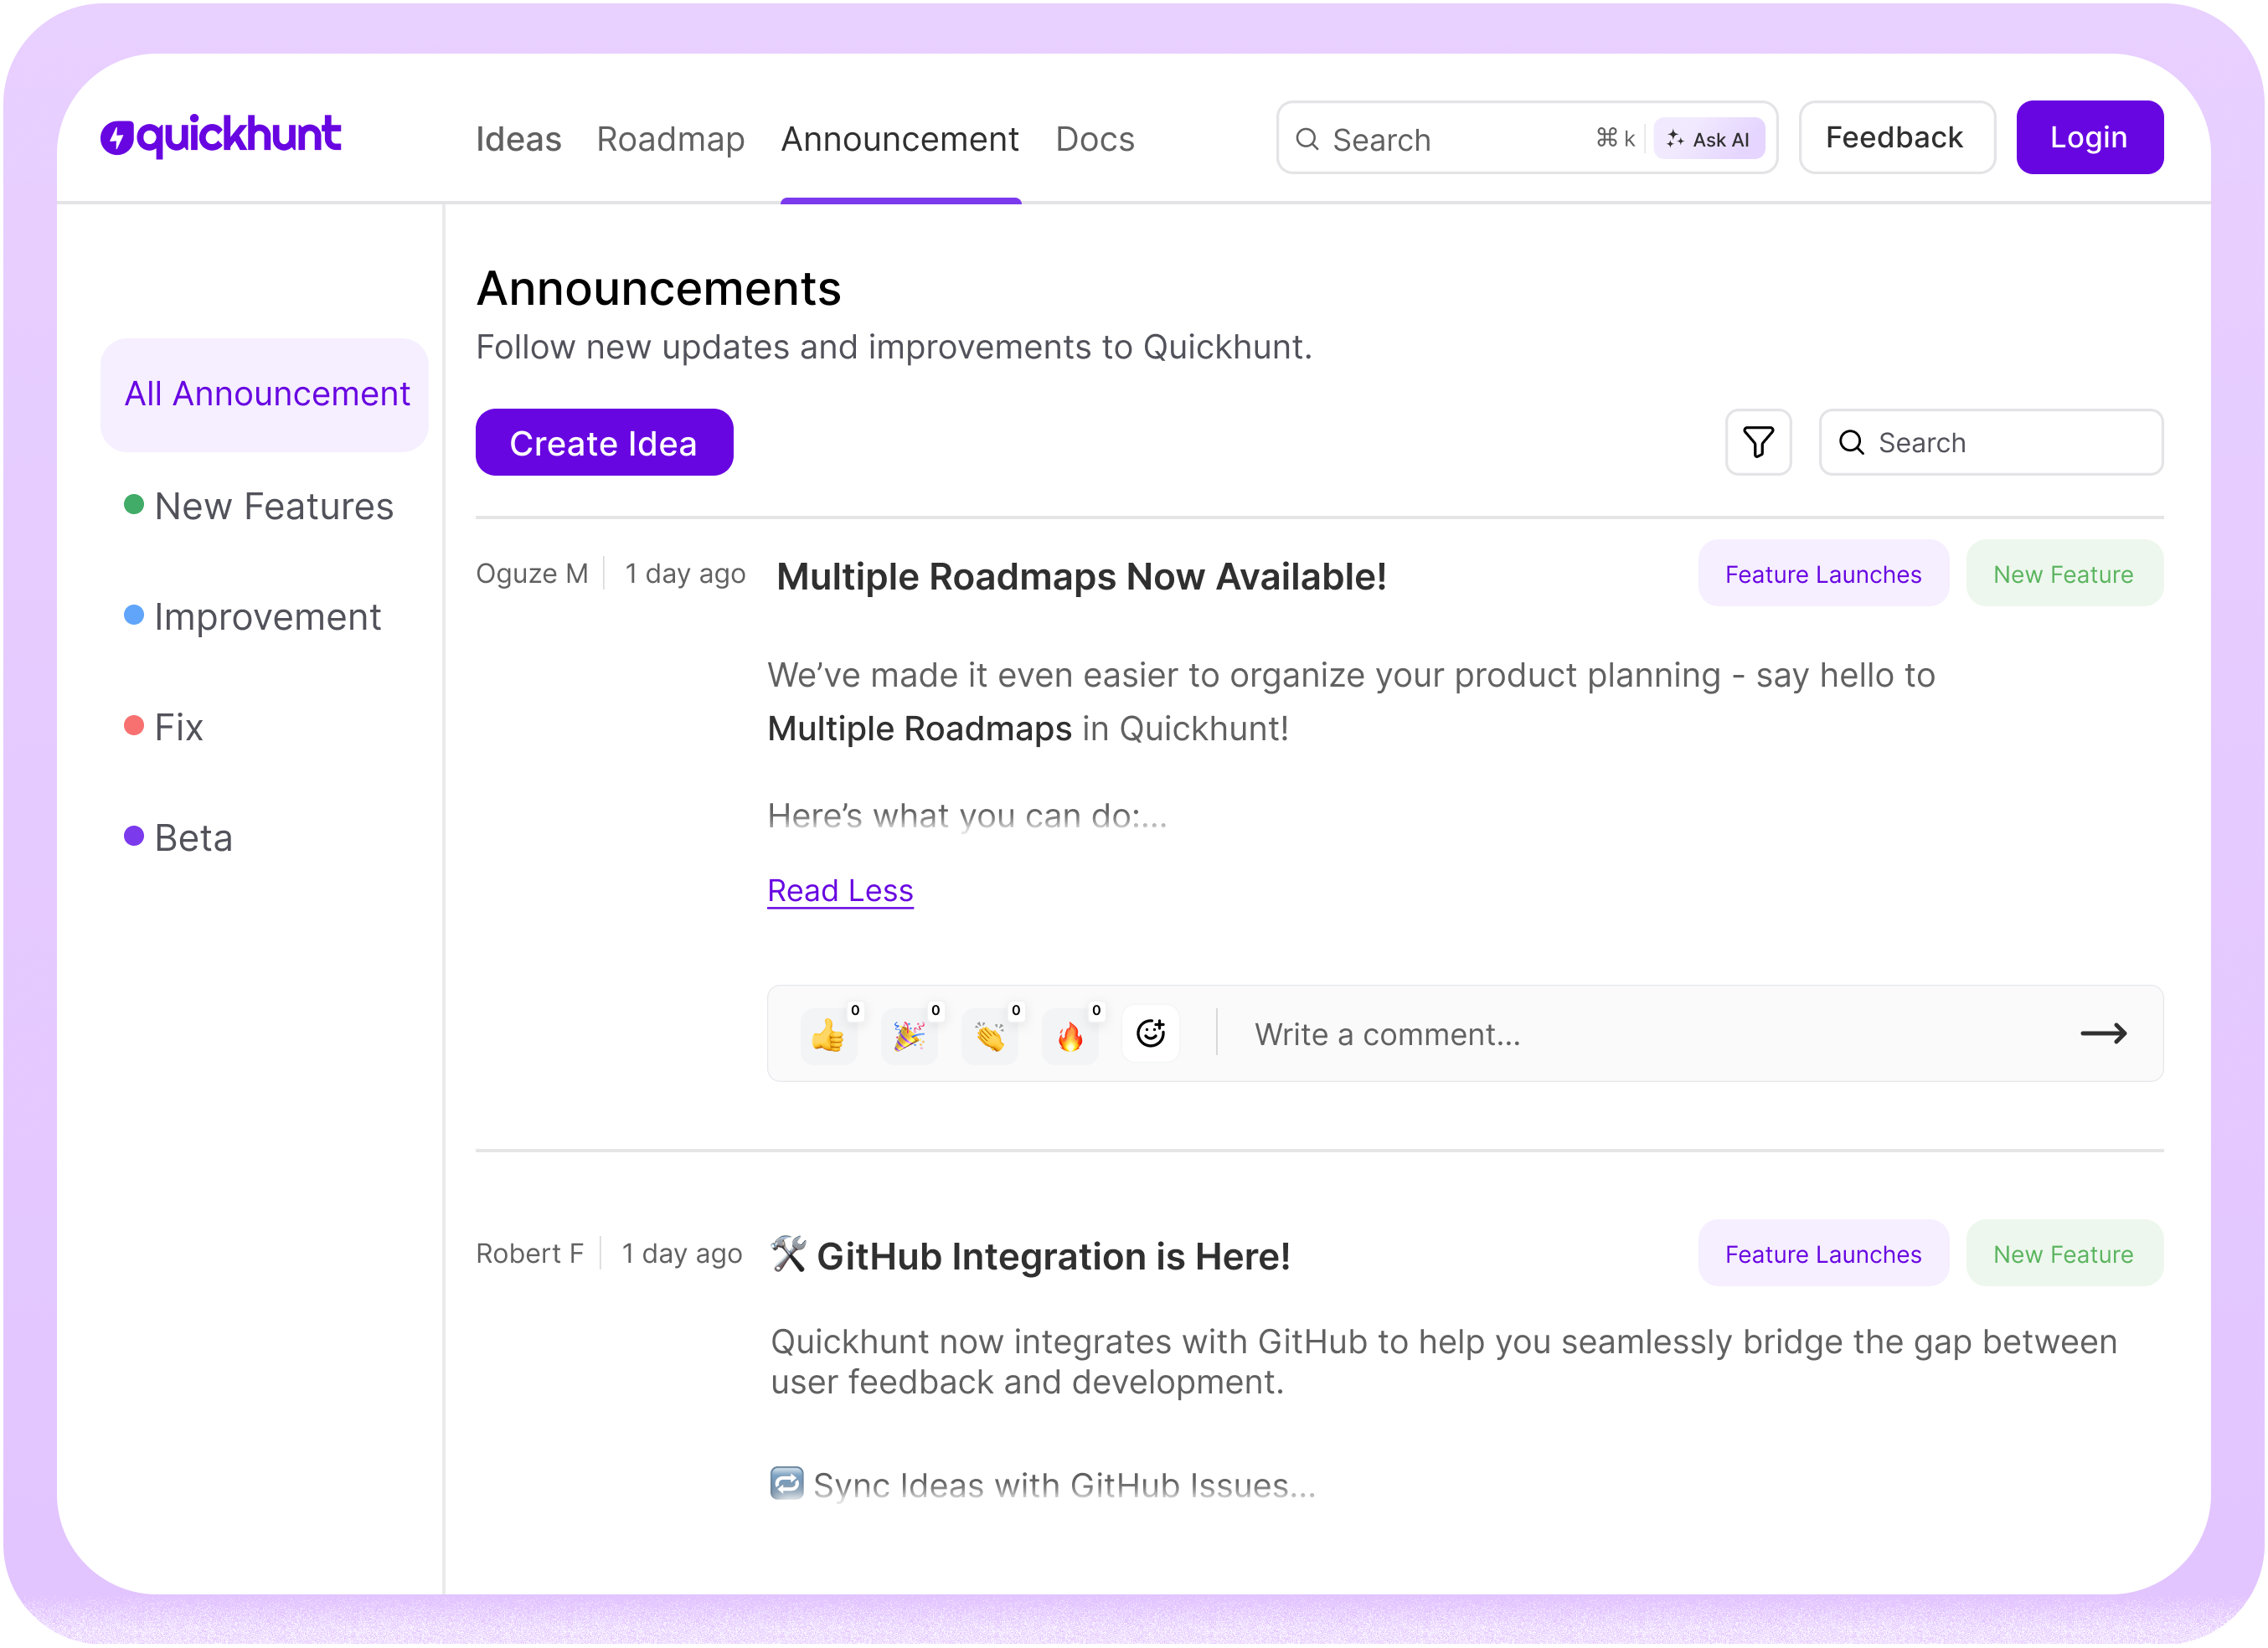 quickhunt
Ideas Roadmap Announcement Docs
Search ⌘ k Ask AI
Feedback
Login
All Announcement
New Features
Improvement
Fix
Beta
Announcements
Follow new updates and improvements to Quickhunt.
Create Idea
Search
Oguze M 1 day ago Multiple Roadmaps Now Available! Feature Launches New Feature
We’ve made it even easier to organize your product planning - say hello to
Multiple Roadmaps in Quickhunt!
Here’s what you can do:...
Read Less
👍 0 🎉 0 👏 0 🔥 0 Write a comment...
Robert F 1 day ago 🛠 GitHub Integration is Here! Feature Launches New Feature
Quickhunt now integrates with GitHub to help you seamlessly bridge the gap between
user feedback and development.
🔁 Sync Ideas with GitHub Issues...